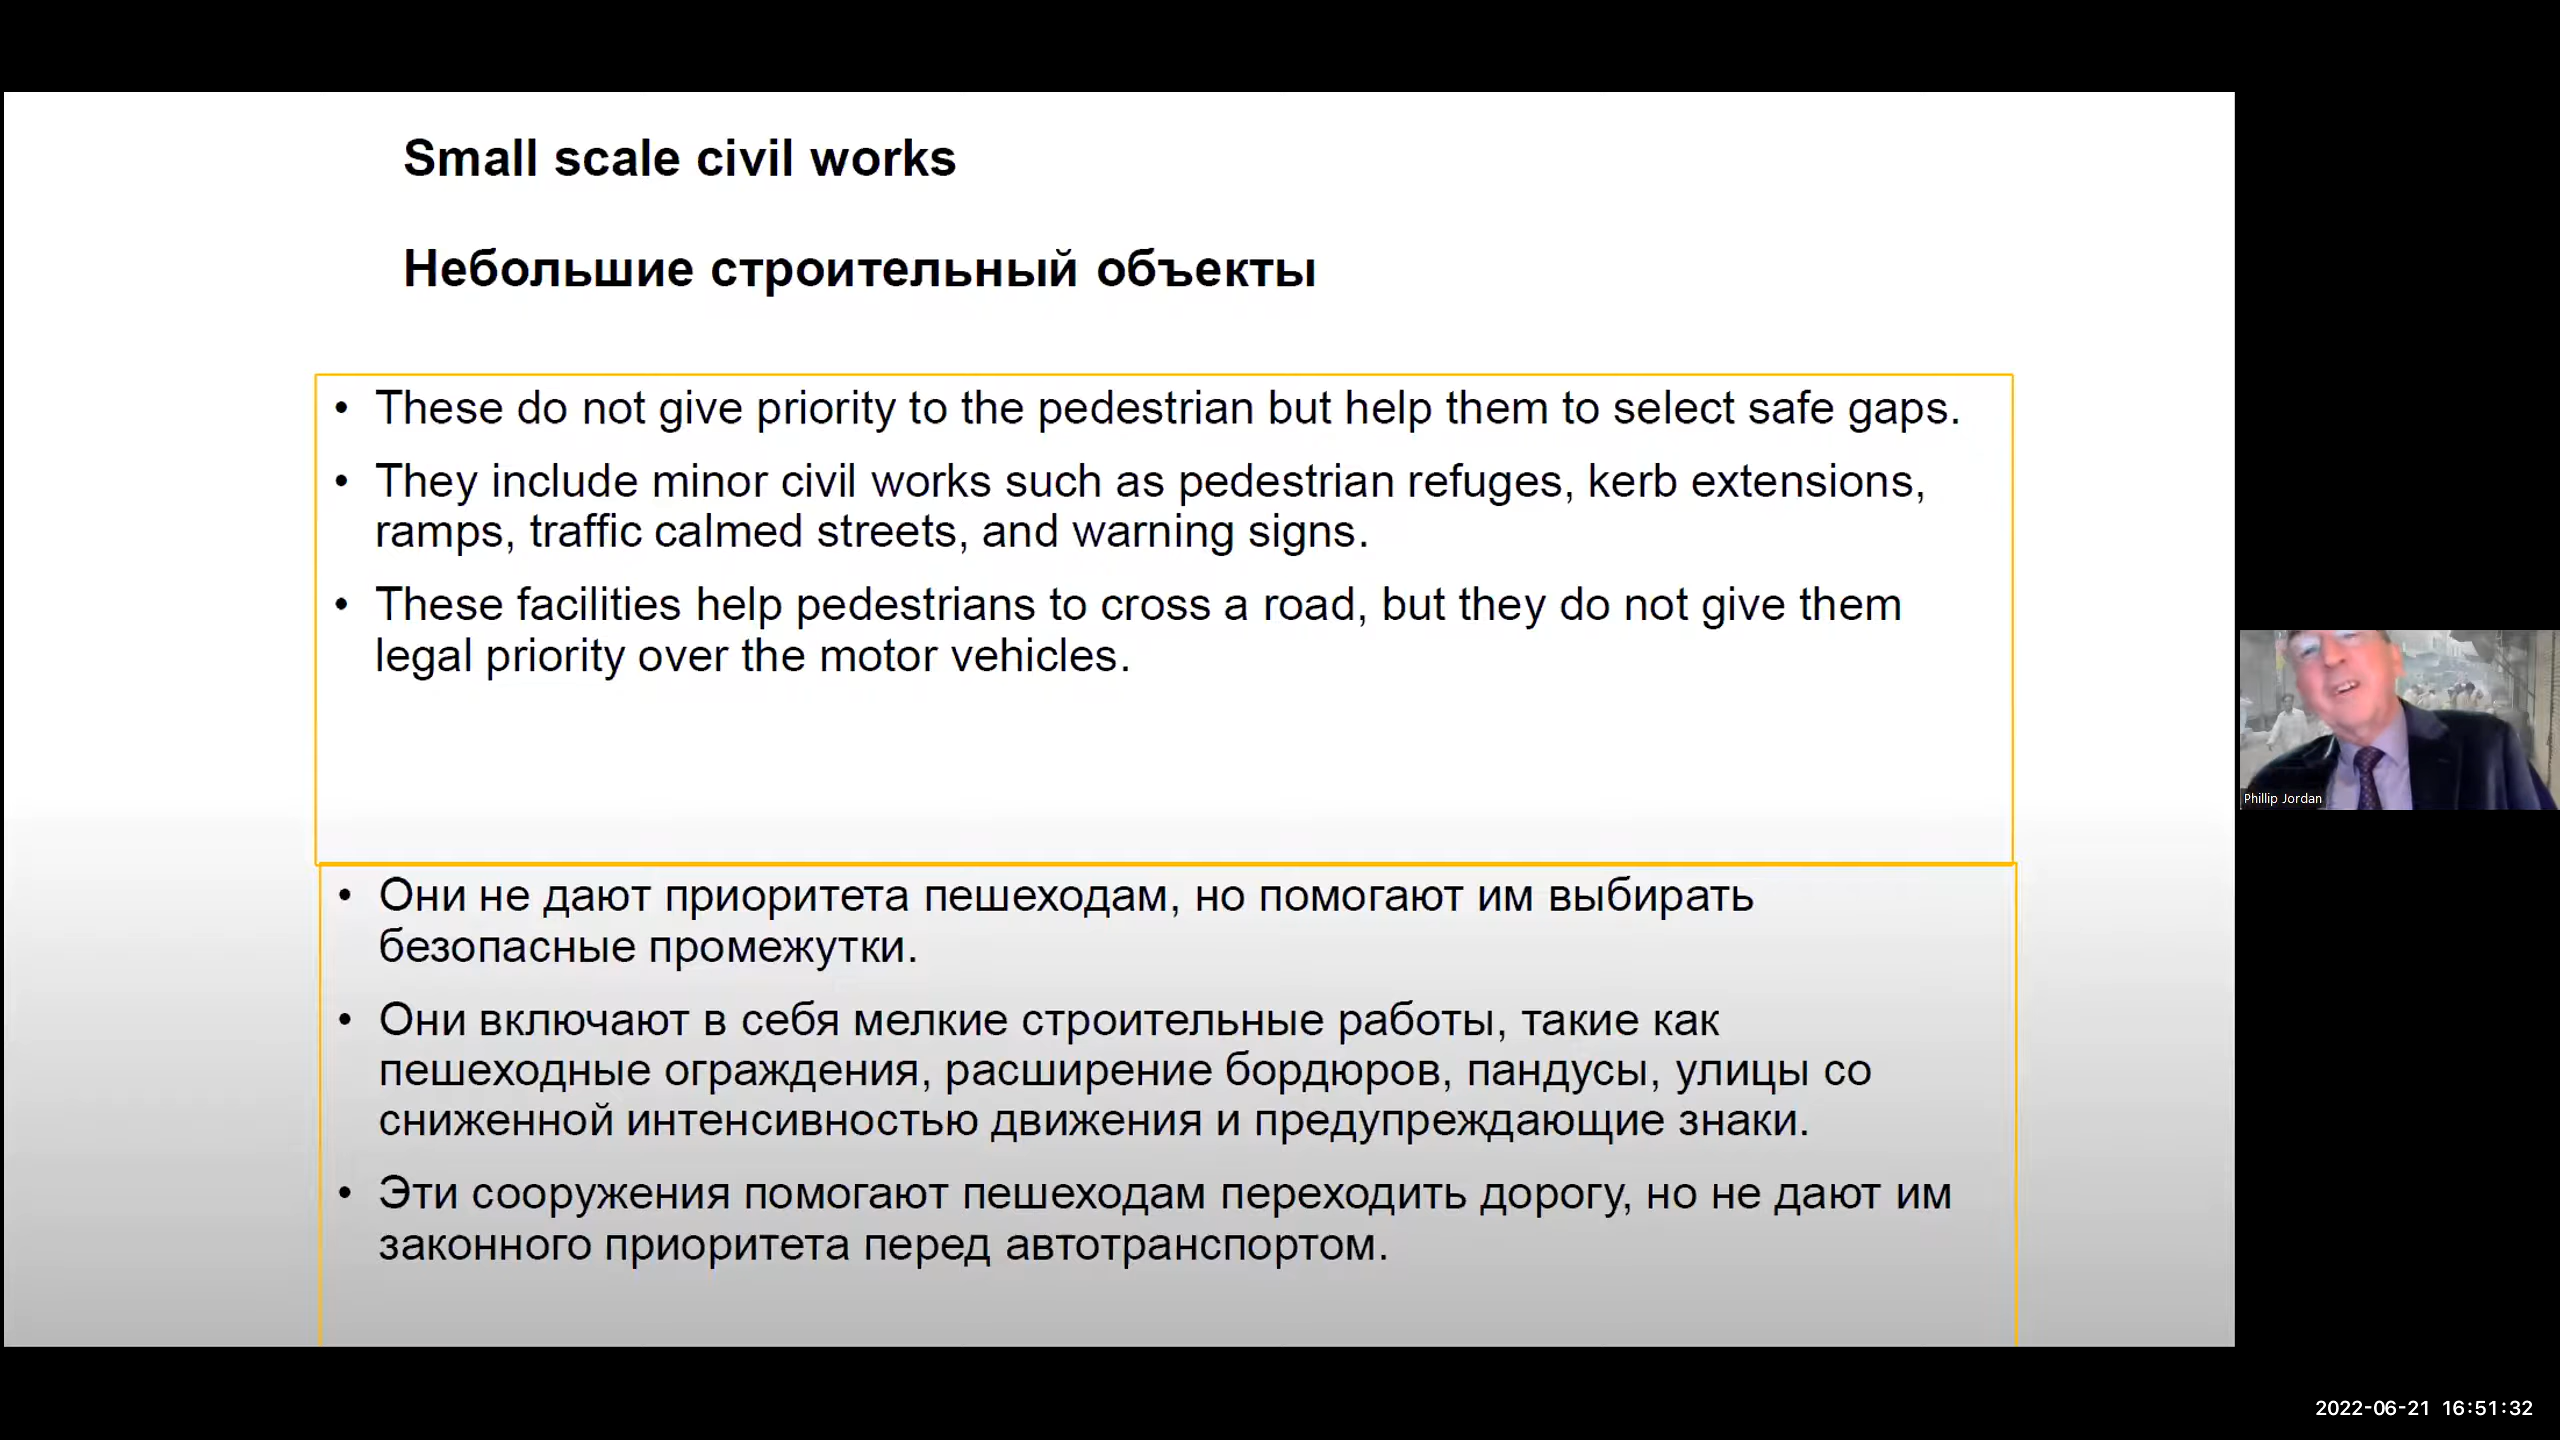 Small scale civil works
Небольшие строительный объекты
• These do not give priority to the pedestrian but help them to select safe gaps.
• They include minor civil works such as pedestrian refuges, kerb extensions,
ramps, traffic calmed streets, and warning signs.
• These facilities help pedestrians to cross a road, but they do not give them
legal priority over the motor vehicles.
• Они не дают приоритета пешеходам, но помогают им выбирать
безопасные промежутки.
• Они включают в себя мелкие строительные работы, такие как
пешеходные ограждения, расширение бордюров, пандусы, улицы со
сниженной интенсивностью движения и предупреждающие знаки.
• Эти сооружения помогают пешеходам переходить дорогу, но не дают им
законного приоритета перед автотранспортом.
Phillip Jordan
2022-06-21 16:51:32